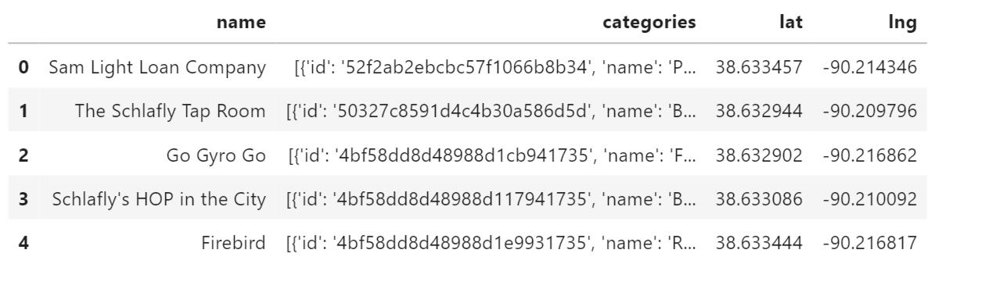 name categories lat lng
0 Sam Light Loan Company [{'id': '52f2ab2ebcbc57f1066b8b34', 'name': 'P... 38.633457 -90.214346
1 The Schlafly Tap Room [{'id': '50327c8591d4c4b30a586d5d', 'name': 'B... 38.632944 -90.209796
2 Go Gyro Go [{'id': '4bf58dd8d48988d1cb941735', 'name': 'F... 38.632902 -90.216862
3 Schlafly's HOP in the City [{'id': '4bf58dd8d48988d117941735', 'name': 'B... 38.633086 -90.210092
4 Firebird [{'id': '4bf58dd8d48988d1e9931735', 'name': 'R... 38.633444 -90.216817